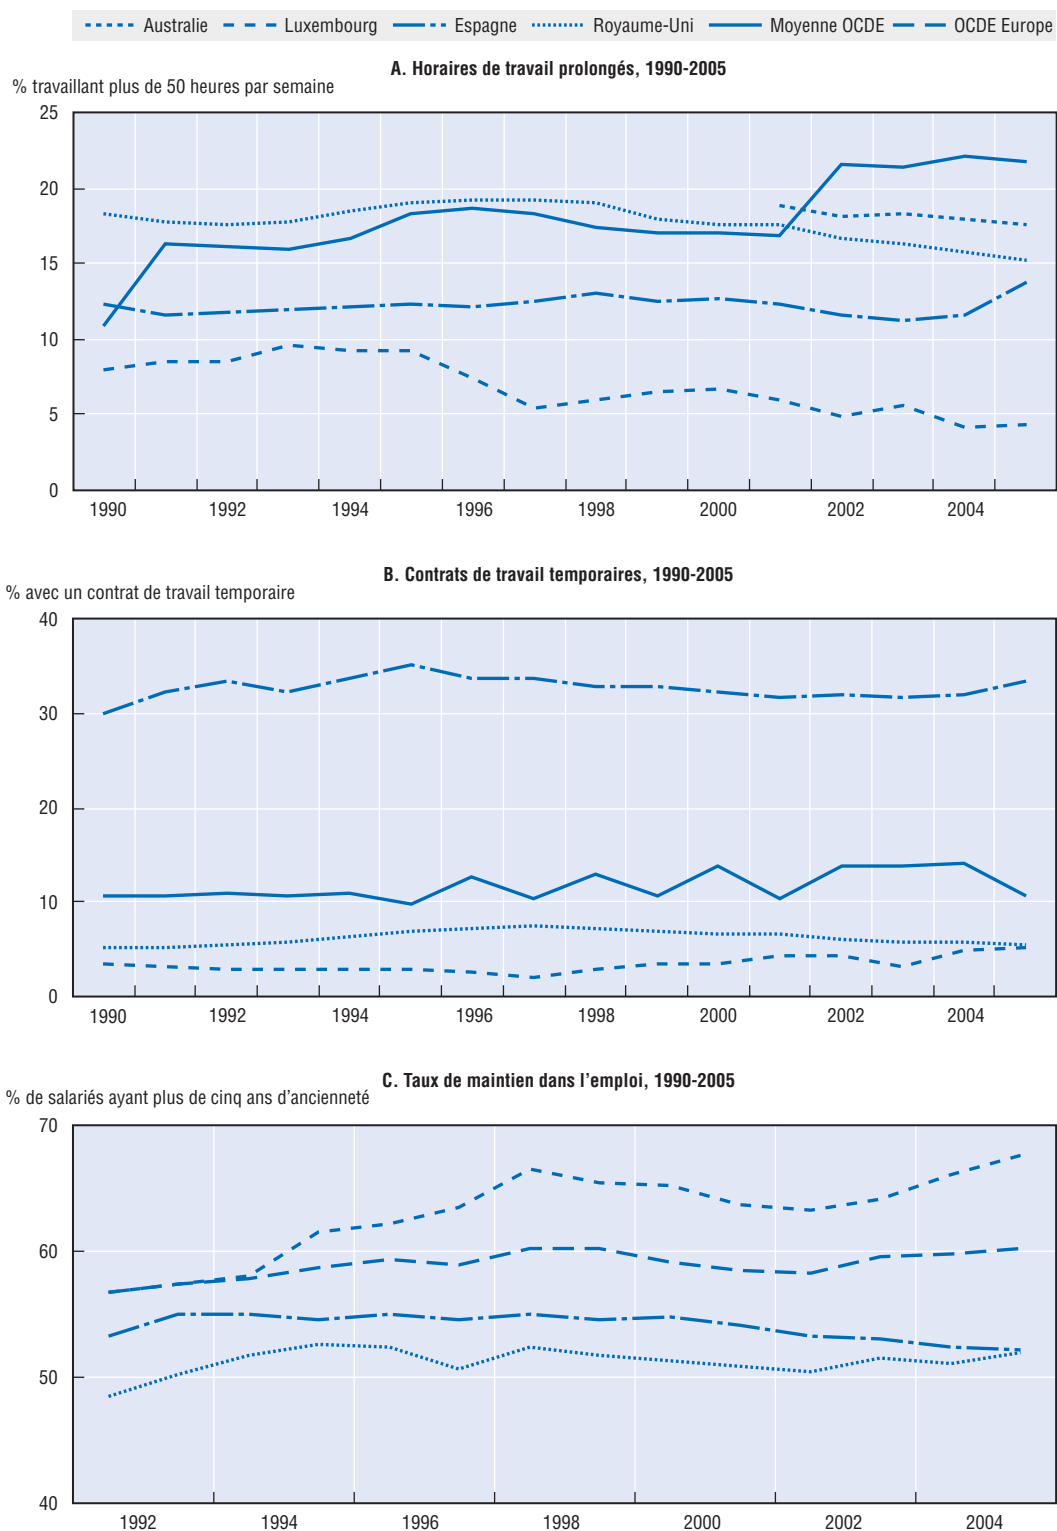 Australie Luxembourg Espagne Royaume-Uni Moyenne OCDE OCDE Europe
A. Horaires de travail prolongés, 1990-2005
% travaillant plus de 50 heures par semaine
25
20
15
10
5
0
1990 1992 1994 1996 1998 2000 2002 2004
B. Contrats de travail temporaires, 1990-2005
% avec un contrat de travail temporaire
40
30
20
10
0
1990 1992 1994 1996 1998 2000 2002 2004
C. Taux de maintien dans l’emploi, 1990-2005
% de salariés ayant plus de cinq ans d’ancienneté
70
60
50
40
1992 1994 1996 1998 2000 2002 2004